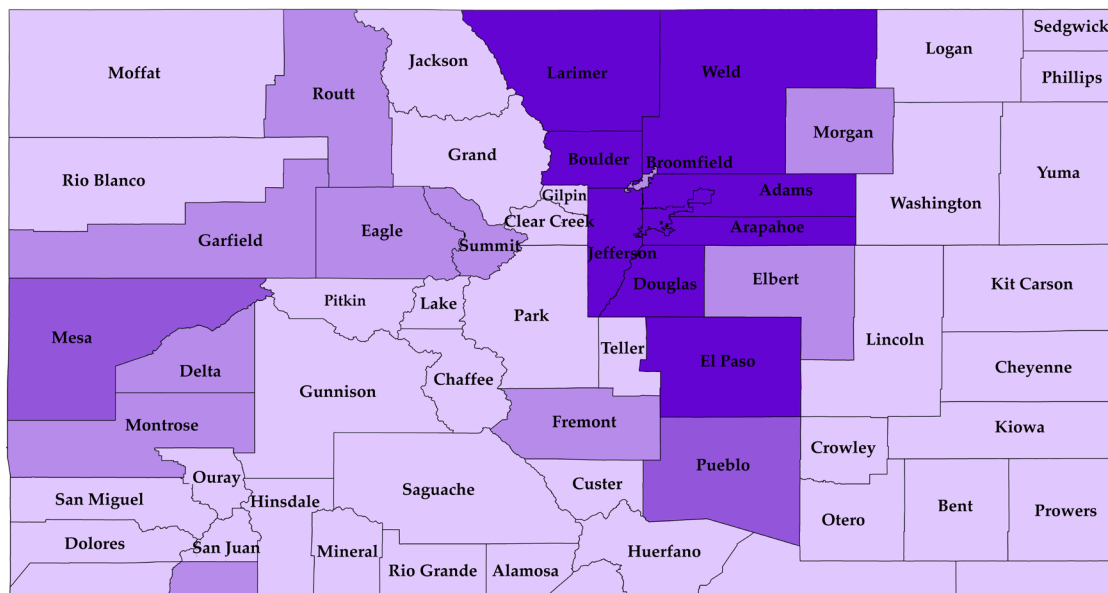 Sedgwick
Logan
Jackson
Moffat
Larimer
Weld
Phillips
Routt
Morgan
Grand
Boulder
Broomfield
Yuma
Rio Blanco
Adams
Gilpin
Washington
Clear Creek
Arapahoe
Eagle
Garfield
Summit
Jefferson
Elbert
Douglas
Kit Carson
Pitkin
Lake
Park
Mesa
Lincoln
Teller
El Paso
Cheyenne
Delta
Chaffee
Gunnison
Fremont
Montrose
Kiowa
Crowley
Pueblo
Ouray
Custer
Saguache
San Miguel
Hinsdale
Bent
Prowers
Otero
Dolores
San Juan
Mineral
Huerfano
Rio Grande
Alamosa